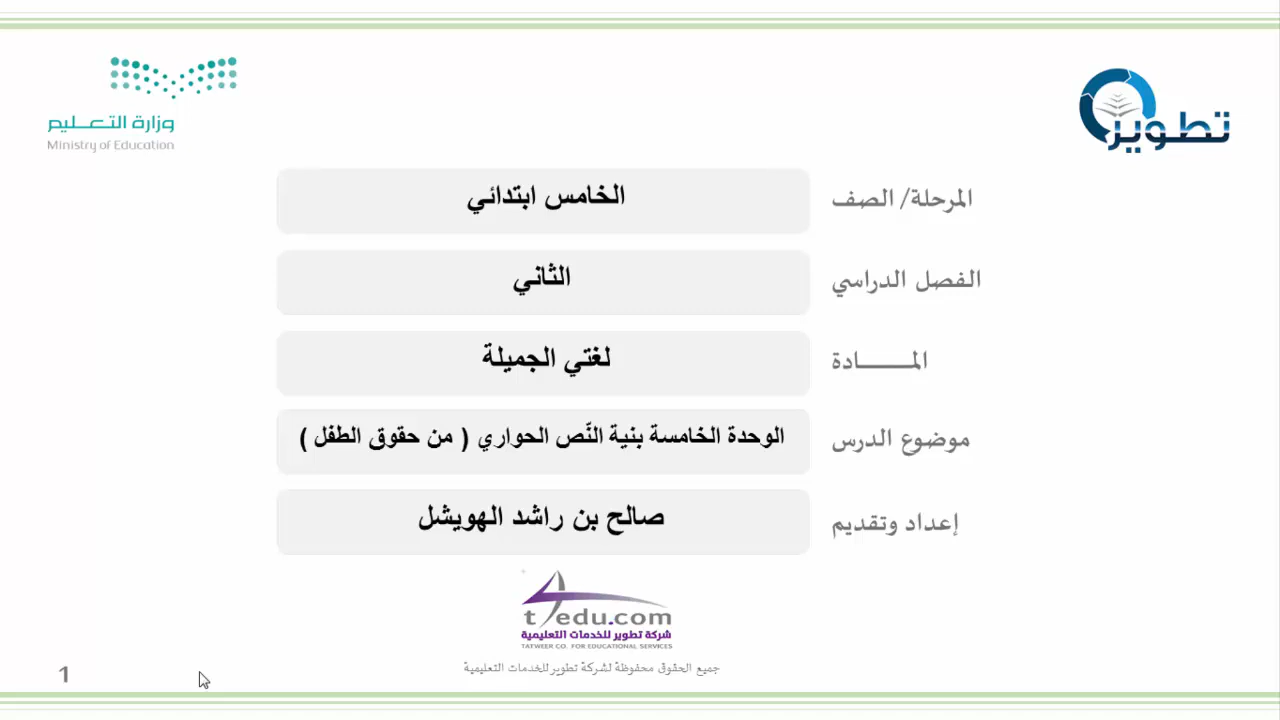 وزارة التعليم
Ministry of Education
تطوير
المرحلة/ الصف
الخامس ابتدائي
الفصل الدراسي
الثاني
المــــــادة
لغتي الجميلة
موضوع الدرس
الوحدة الخامسة بنية النّص الحواري ( من حقوق الطفل )
إعداد وتقديم
صالح بن راشد الهويشل
t4edu.com
شركة تطوير للخدمات التعليمية
TATWEER CO. FOR EDUCATIONAL SERVICES
جميع الحقوق محفوظة لشركة تطوير للخدمات التعليمية
1